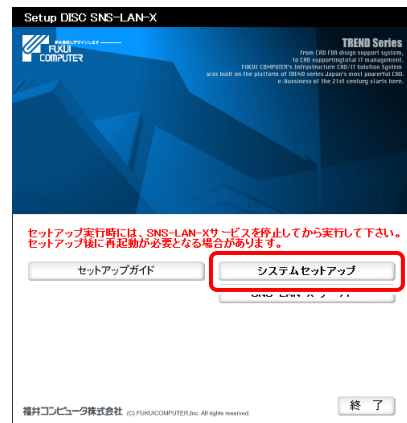 Setup DISC SNS-LAN-X
FUKUI
COMPUTER
TREND Series
from CAD FOR disign support system,
to CAD supportingtotal IT management.
FUKUI COMPUTER's Infrastructure CAD/IT Solution System
was built on the platform of TREND series Japan's most powerful CAD.
e-Bussiness of the 21st century starts here.
セットアップ実行時には、SNS-LAN-Xサービスを停止してから実行して下さい。
セットアップ後に再起動が必要となる場合があります。
セットアップガイド
システムセットアップ
終 了
福井コンピュータ株式会社 (C) FUKUICOMPUTER,Inc. All rights reserved.